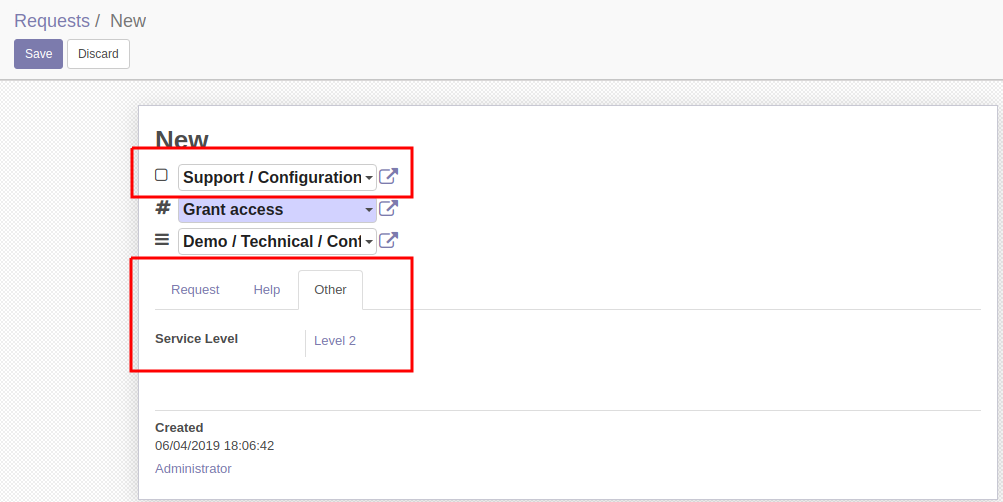 Requests / New
Save Discard
New
Support / Configuration
# Grant access
Demo / Technical / Conf
Request Help Other
Service Level Level 2
Created
06/04/2019 18:06:42
Administrator